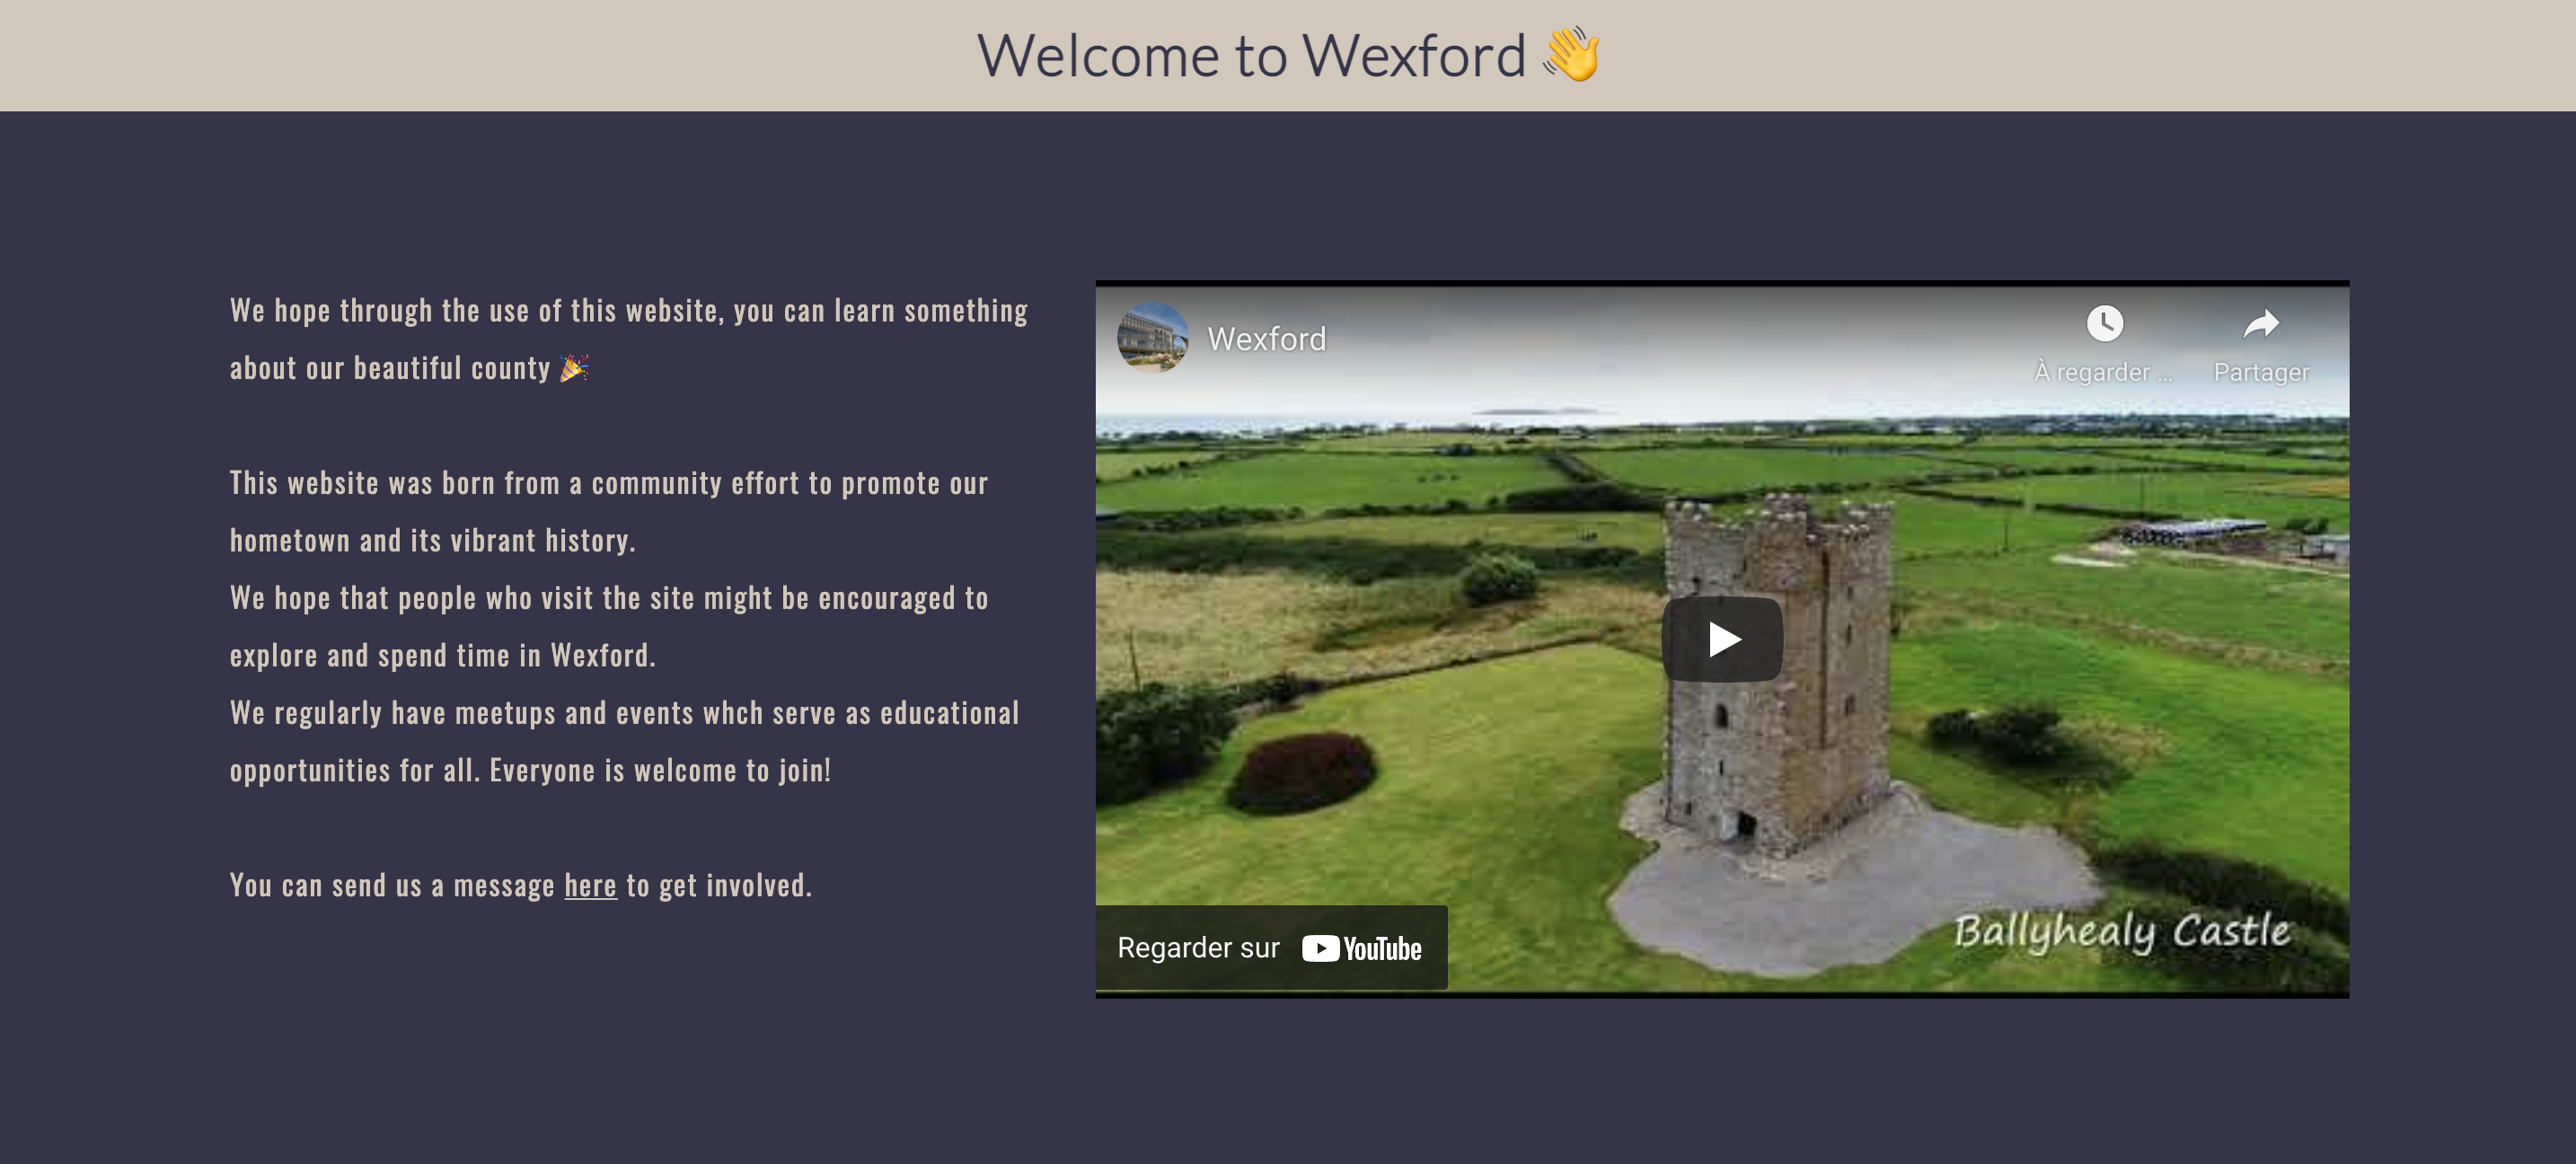 Welcome to Wexford 👋
We hope through the use of this website, you can learn something
about our beautiful county 🎉
This website was born from a community effort to promote our
hometown and its vibrant history.
We hope that people who visit the site might be encouraged to
explore and spend time in Wexford.
We regularly have meetups and events whch serve as educational
opportunities for all. Everyone is welcome to join!
You can send us a message here to get involved.
Wexford
À regarder ...
Partager
Ballyhealy Castle
Regarder sur YouTube